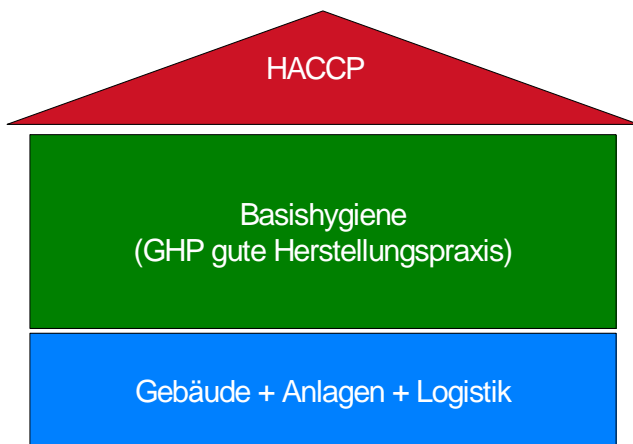 HACCP
Basishygiene
(GHP gute Herstellungspraxis)
Gebäude + Anlagen + Logistik